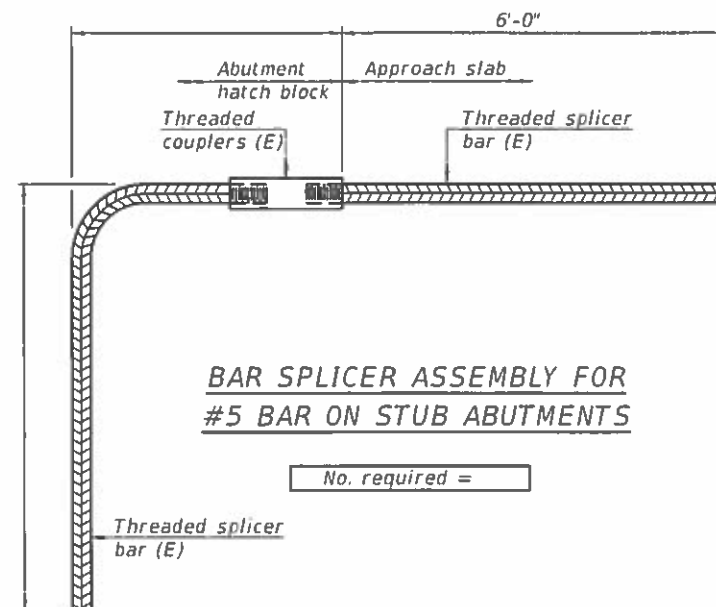 6'-0"
Abutment
hatch block
Approach slab
Threaded
couplers (E)
Threaded splicer
bar (E)
BAR SPLICER ASSEMBLY FOR
#5 BAR ON STUB ABUTMENTS
No. required =
Threaded splicer
bar (E)